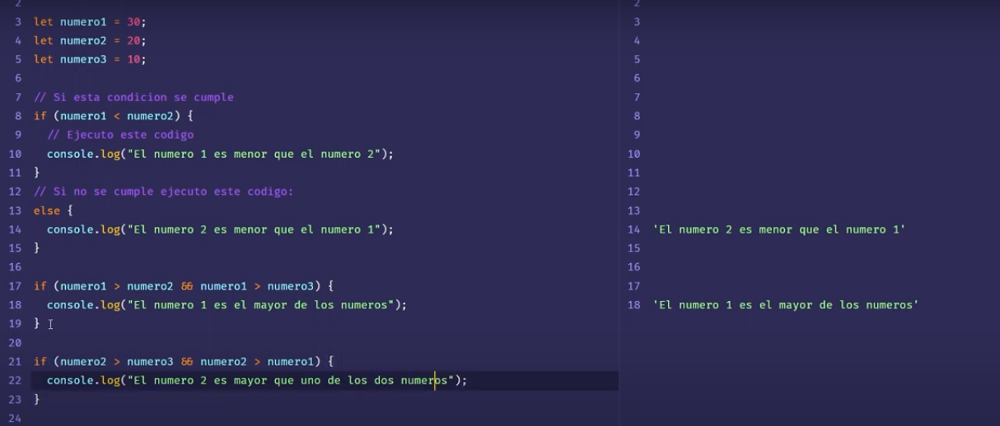 2
3 let numero1 = 30;
4 let numero2 = 20;
5 let numero3 = 10;
6
7 // Si esta condicion se cumple
8 if (numero1 < numero2) {
9   // Ejecuto este codigo
10   console.log("El numero 1 es menor que el numero 2");
11 }
12 // Si no se cumple ejecuto este codigo:
13 else {
14   console.log("El numero 2 es menor que el numero 1");
15 }
16
17 if (numero1 > numero2 && numero1 > numero3) {
18   console.log("El numero 1 es el mayor de los numeros");
19 }
20
21 if (numero2 > numero3 && numero2 > numero1) {
22   console.log("El numero 2 es mayor que uno de los dos numeros");
23 }
24
2
3
4
5
6
7
8
9
10
11
12
13
14 'El numero 2 es menor que el numero 1'
15
16
17
18 'El numero 1 es el mayor de los numeros'